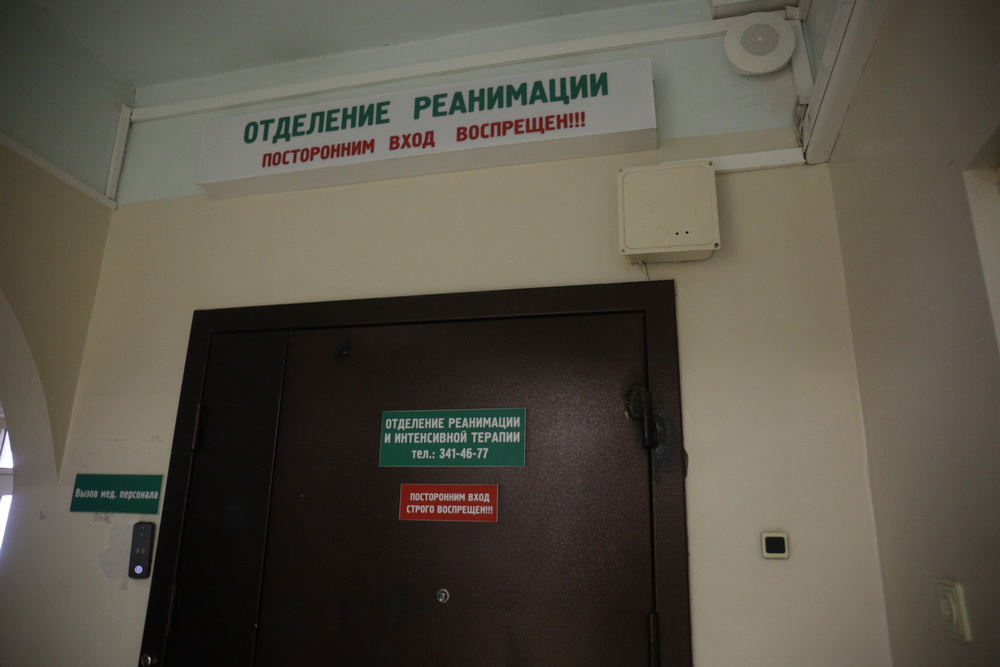 ОТДЕЛЕНИЕ РЕАНИМАЦИИ
ПОСТОРОННИМ ВХОД ВОСПРЕЩЕН!!!
ОТДЕЛЕНИЕ РЕАНИМАЦИИ
И ИНТЕНСИВНОЙ ТЕРАПИИ
тел.: 341-46-77
Вызов мед. персонала
ПОСТОРОННИМ ВХОД
СТРОГО ВОСПРЕЩЕН!!!